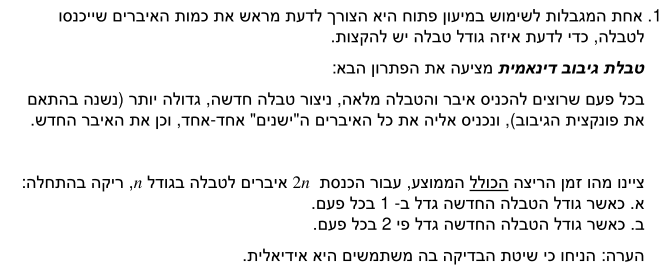 1. אחת המגבלות לשימוש במיעון פתוח היא הצורך לדעת מראש את כמות האיברים שייכנסו
לטבלה, כדי לדעת איזה גודל טבלה יש להקצות.
טבלת גיבוב דינאמית מציעה את הפתרון הבא:
בכל פעם שרוצים להכניס איבר והטבלה מלאה, ניצור טבלה חדשה, גדולה יותר (נשנה בהתאם
את פונקצית הגיבוב), ונכניס אליה את כל האיברים ה"ישנים" אחד-אחד, וכן את האיבר החדש.
ציינו מהו זמן הריצה הכולל הממוצע, עבור הכנסת 2n איברים לטבלה בגודל n, ריקה בהתחלה:
א. כאשר גודל הטבלה החדשה גדל ב- 1 בכל פעם.
ב. כאשר גודל הטבלה החדשה גדל פי 2 בכל פעם.
הערה: הניחו כי שיטת הבדיקה בה משתמשים היא אידיאלית.